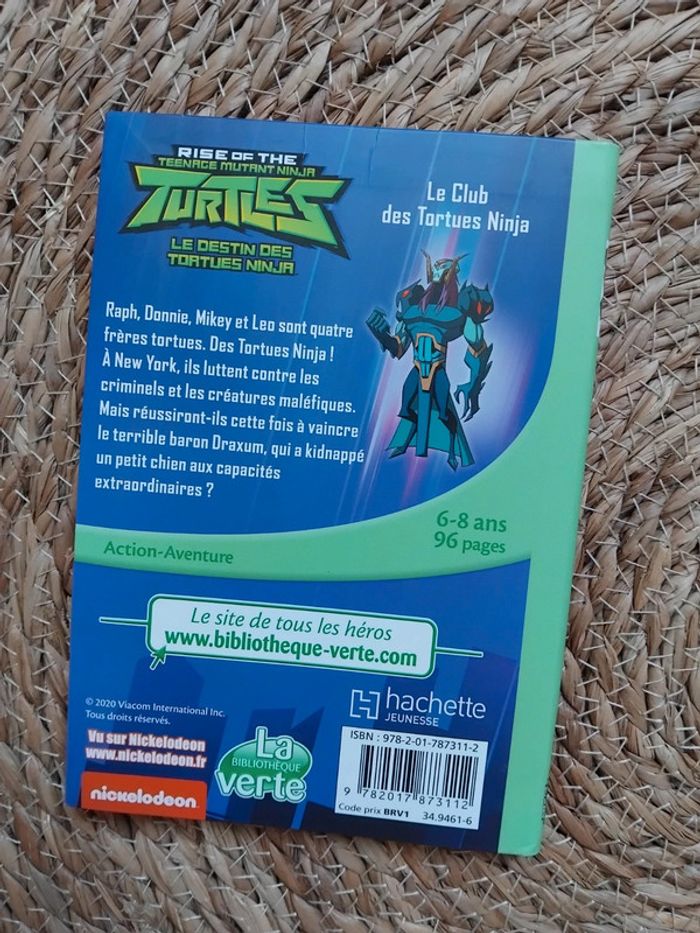 RISE OF THE
TEENAGE MUTANT NINJA
TURTLES
LE DESTIN DES
TORTUES NINJA
Le Club
des Tortues Ninja
Raph, Donnie, Mikey et Leo sont quatre
frères tortues. Des Tortues Ninja !
À New York, ils luttent contre les
criminels et les créatures maléfiques.
Mais réussiront-ils cette fois à vaincre
le terrible baron Draxum, qui a kidnappé
un petit chien aux capacités
extraordinaires ?
6-8 ans
96 pages
Action-Aventure
Le site de tous les héros
www.bibliotheque-verte.com
© 2020 Viacom International Inc.
Tous droits réservés.
Vu sur Nickelodeon
www.nickelodeon.fr
nickelodeon
La
BIBLIOTHÈQUE
verte
hachette
JEUNESSE
ISBN : 978-2-01-787311-2
9 782017 873112
Code prix BRV1 34.9461-6